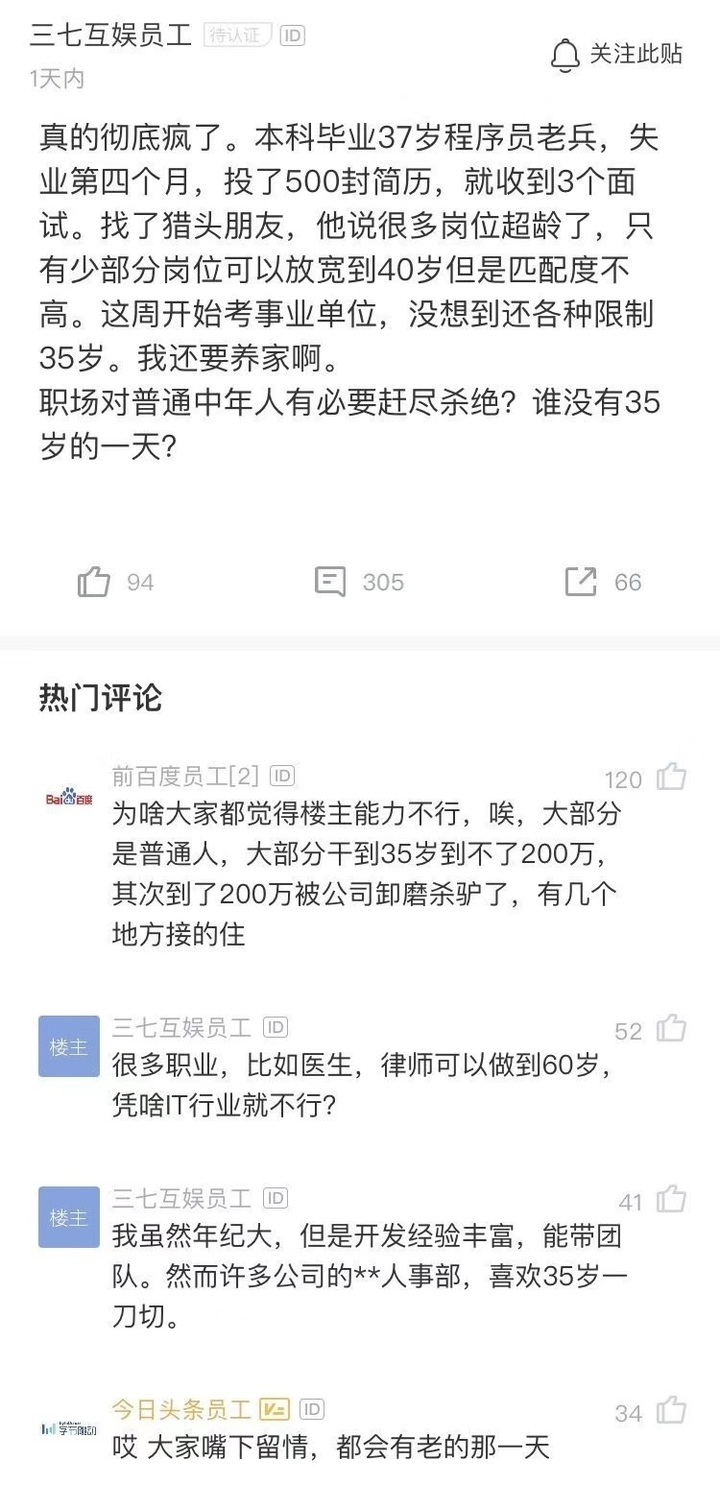 三七互娱员工 待认证 ID
关注此贴
1天内
真的彻底疯了。本科毕业37岁程序员老兵，失
业第四个月，投了500封简历，就收到3个面
试。找了猎头朋友，他说很多岗位超龄了，只
有少部分岗位可以放宽到40岁但是匹配度不
高。这周开始考事业单位，没想到还各种限制
35岁。我还要养家啊。
职场对普通中年人有必要赶尽杀绝？谁没有35
岁的一天？
94 305 66
热门评论
Bai百度
前百度员工[2] ID 120
为啥大家都觉得楼主能力不行，唉，大部分
是普通人，大部分干到35岁到不了200万，
其次到了200万被公司卸磨杀驴了，有几个
地方接的住
楼主
三七互娱员工 ID 52
很多职业，比如医生，律师可以做到60岁，
凭啥IT行业就不行？
楼主
三七互娱员工 ID 41
我虽然年纪大，但是开发经验丰富，能带团
队。然而许多公司的**人事部，喜欢35岁一
刀切。
字节跳动
今日头条员工 V ID 34
哎 大家嘴下留情，都会有老的那一天